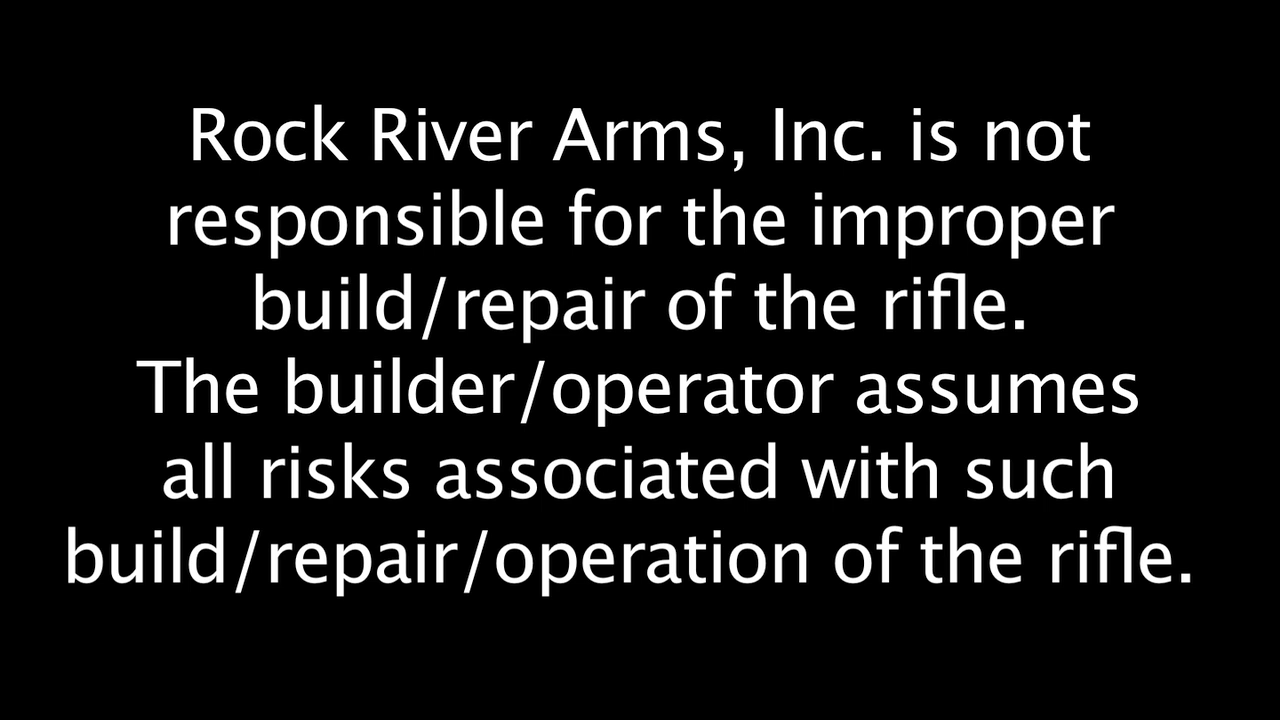 Rock River Arms, Inc. is not
responsible for the improper
build/repair of the rifle.
The builder/operator assumes
all risks associated with such
build/repair/operation of the rifle.